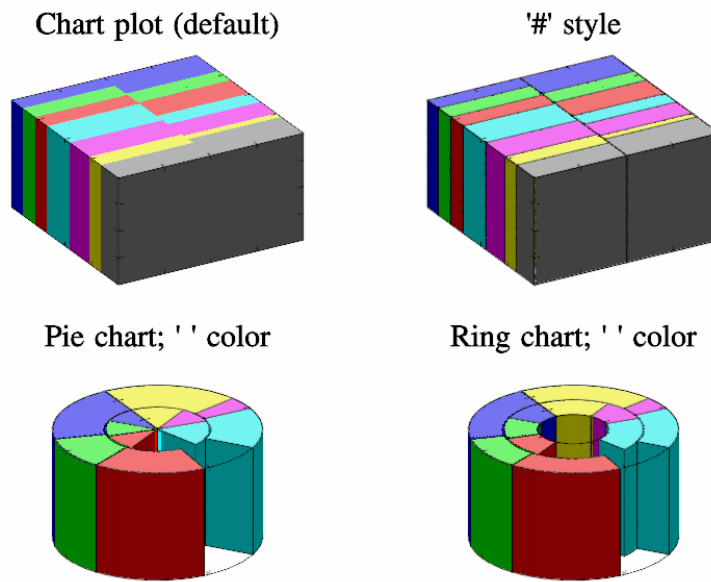 Chart plot (default)
'#' style
Pie chart; ' ' color
Ring chart; ' ' color